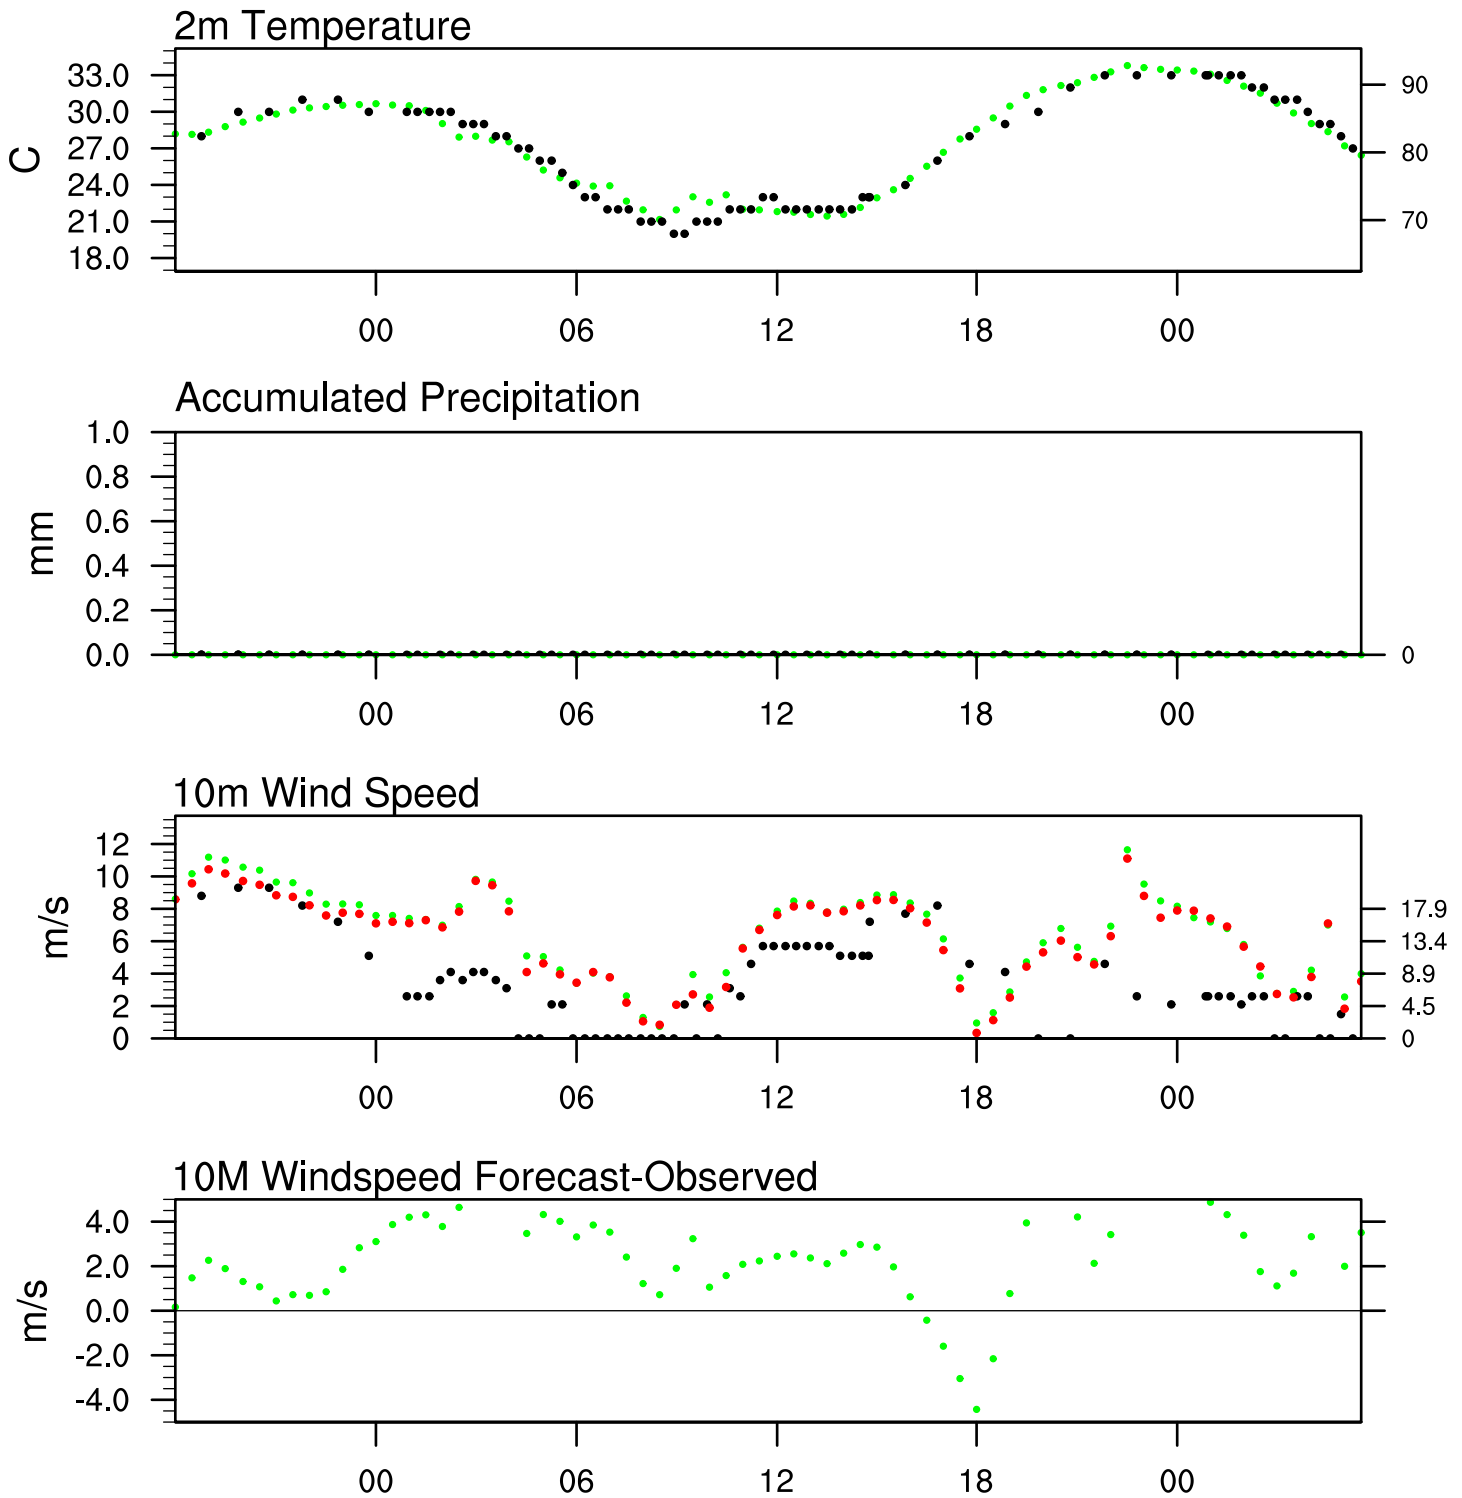 2m Temperature
33.0
30.0
27.0
24.0
21.0
18.0
C
90
80
70
00 06 12 18 00
Accumulated Precipitation
1.0
0.8
0.6
0.4
0.2
0.0
mm
0
00 06 12 18 00
10m Wind Speed
12
10
8
6
4
2
0
m/s
17.9
13.4
8.9
4.5
0
00 06 12 18 00
10M Windspeed Forecast-Observed
4.0
2.0
0.0
-2.0
-4.0
m/s
00 06 12 18 00